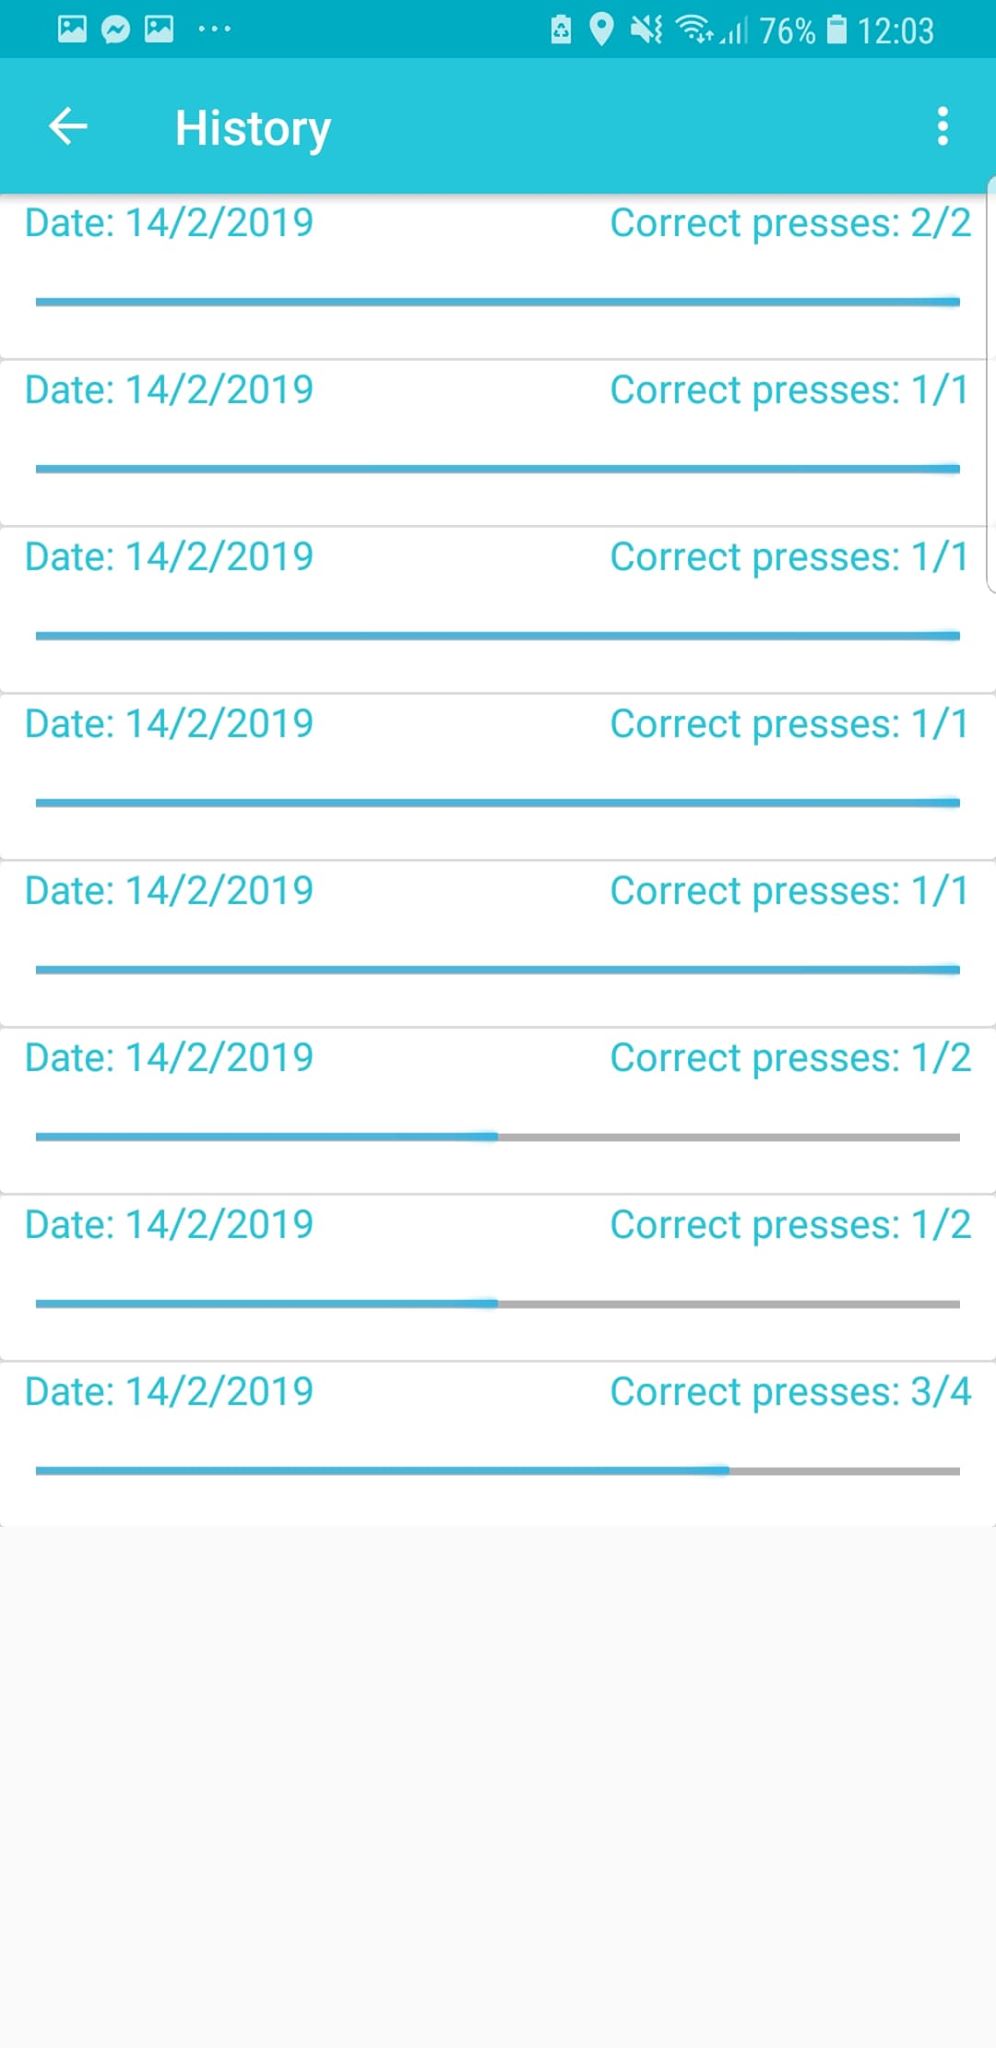 76% 12:03
History
Date: 14/2/2019 Correct presses: 2/2
Date: 14/2/2019 Correct presses: 1/1
Date: 14/2/2019 Correct presses: 1/1
Date: 14/2/2019 Correct presses: 1/1
Date: 14/2/2019 Correct presses: 1/1
Date: 14/2/2019 Correct presses: 1/2
Date: 14/2/2019 Correct presses: 1/2
Date: 14/2/2019 Correct presses: 3/4